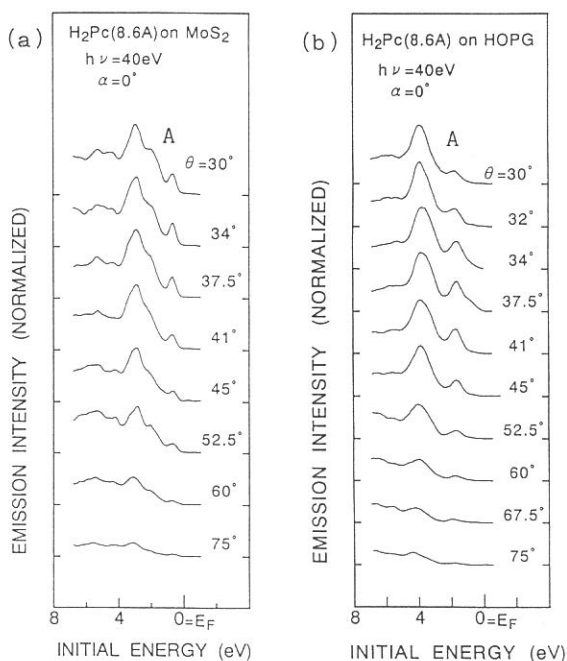 (a)
H₂Pc(8.6A) on MoS₂
hν=40eV
α=0°
A
θ=30°
34°
37.5°
41°
45°
52.5°
60°
75°
EMISSION INTENSITY (NORMALIZED)
8 4 0=E_F
INITIAL ENERGY (eV)
(b)
H₂Pc(8.6A) on HOPG
hν=40eV
α=0°
A
θ=30°
32°
34°
37.5°
41°
45°
52.5°
60°
67.5°
75°
EMISSION INTENSITY (NORMALIZED)
8 4 0=E_F
INITIAL ENERGY (eV)